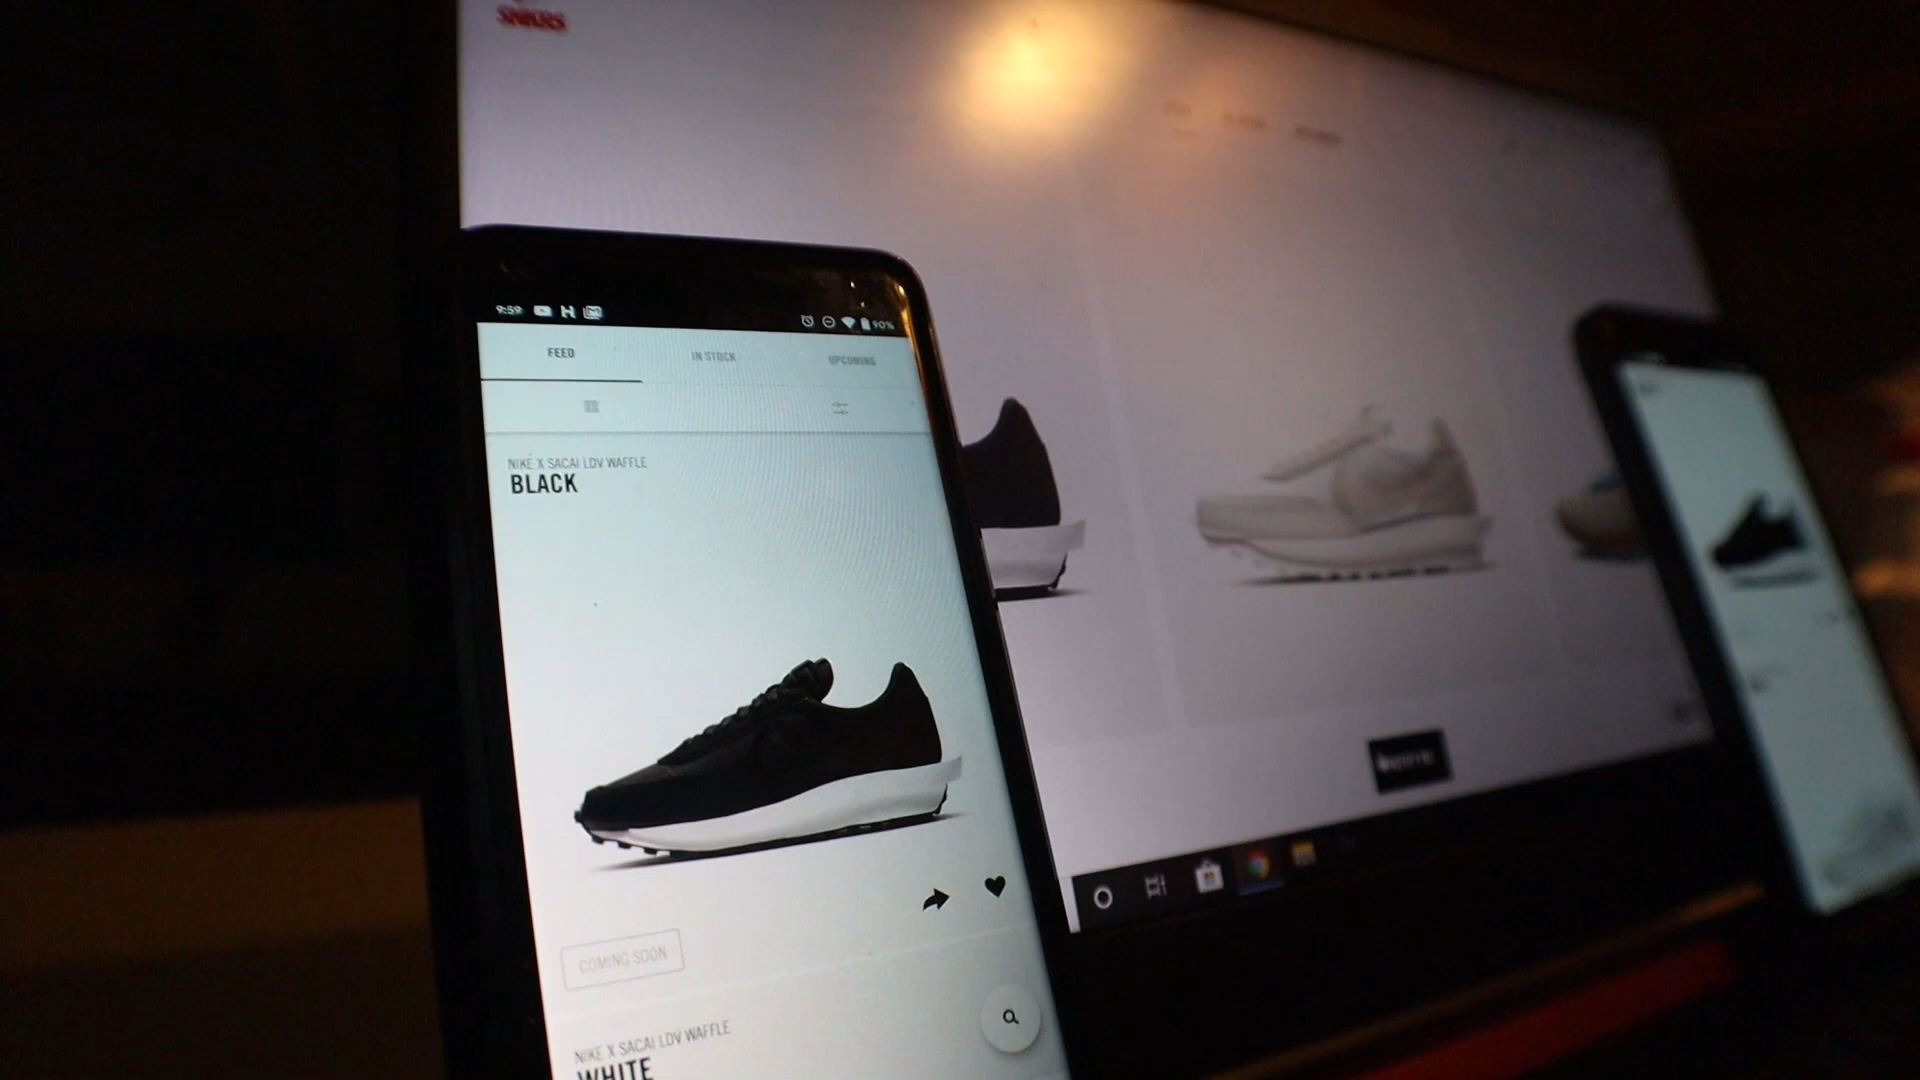 SNKRS
9:59
90%
FEED
IN STOCK
UPCOMING
NIKE X SACAI LDV WAFFLE
BLACK
COMING SOON
NIKE X SACAI LDV WAFFLE
WHITE